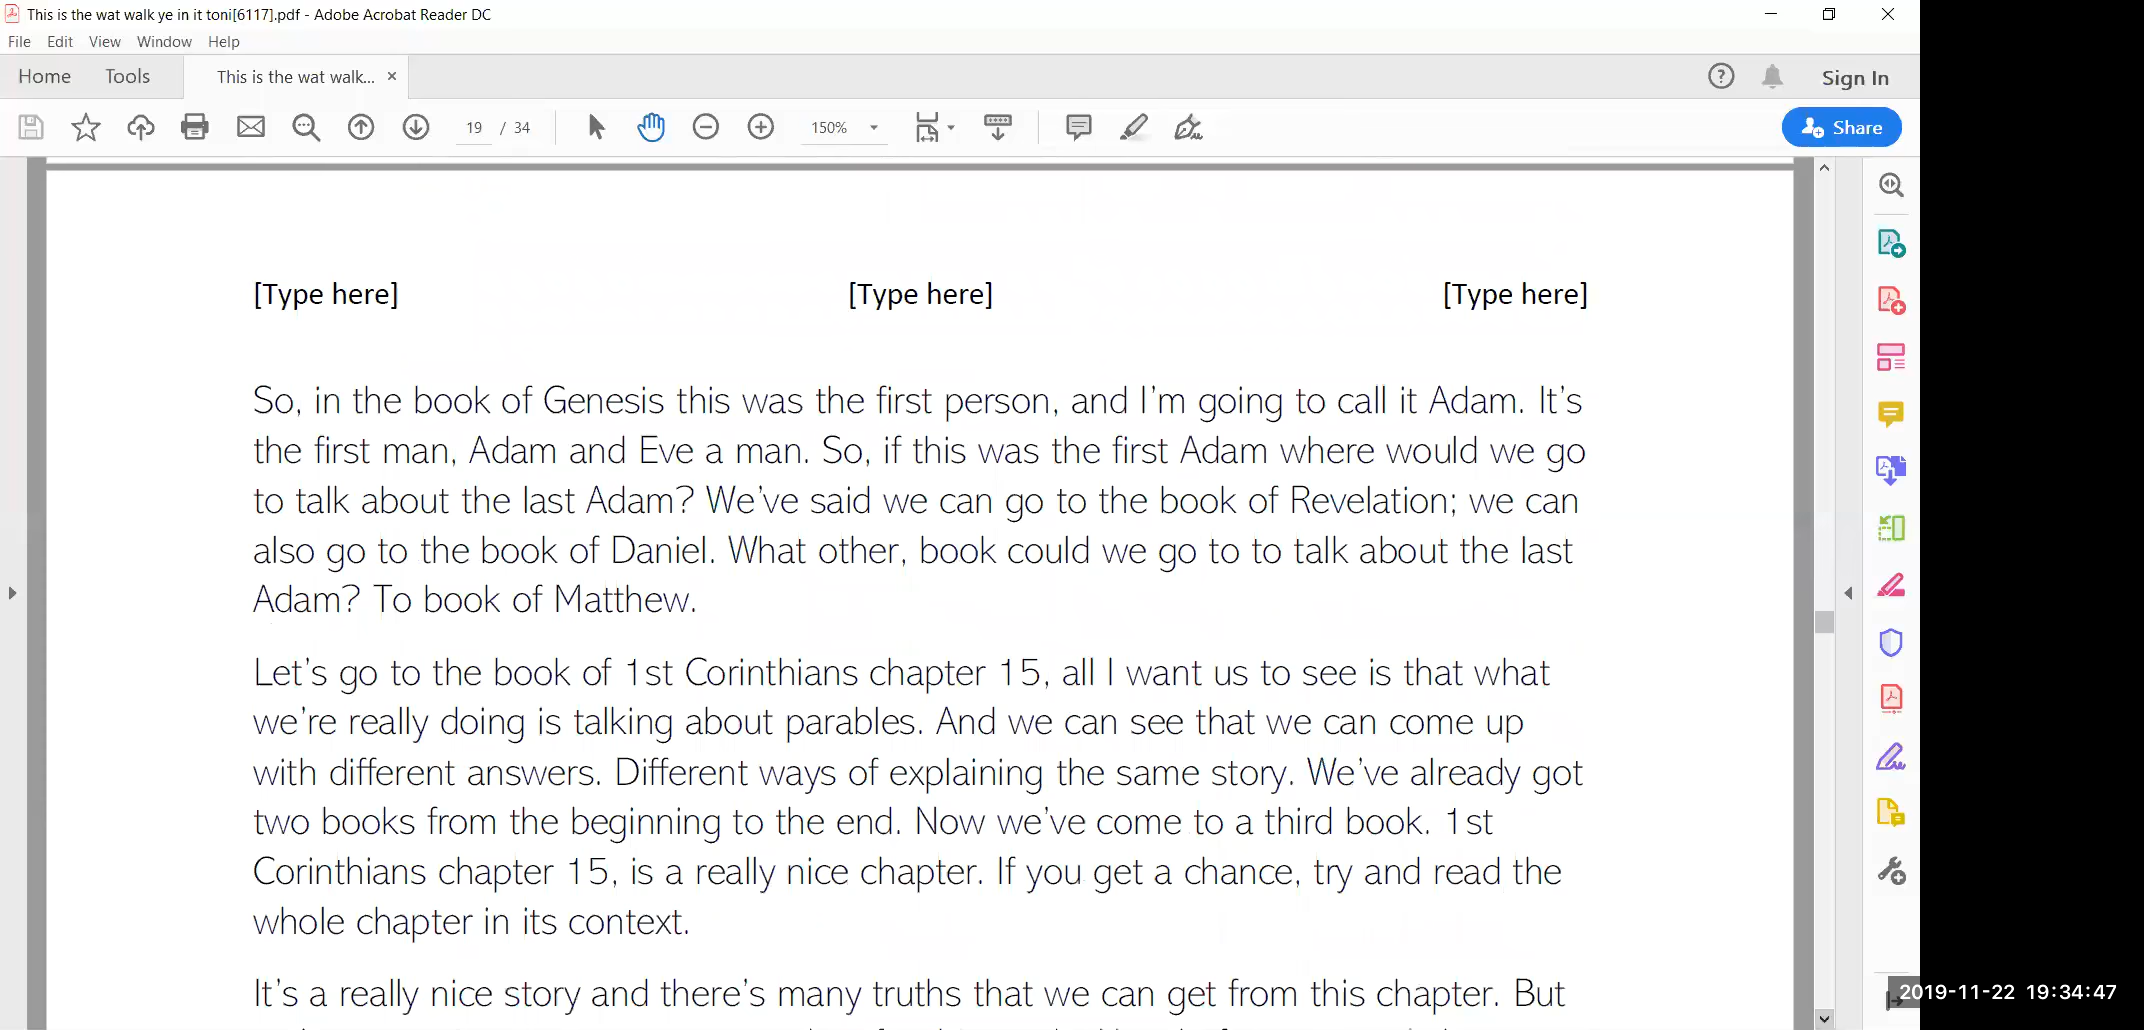 This is the wat walk ye in it toni[6117].pdf - Adobe Acrobat Reader DC
File Edit View Window Help
Home Tools This is the wat walk... × Sign In
19 / 34 150% Share
[Type here] [Type here] [Type here]
So, in the book of Genesis this was the first person, and I'm going to call it Adam. It's
the first man, Adam and Eve a man. So, if this was the first Adam where would we go
to talk about the last Adam? We've said we can go to the book of Revelation; we can
also go to the book of Daniel. What other, book could we go to to talk about the last
Adam? To book of Matthew.
Let's go to the book of 1st Corinthians chapter 15, all I want us to see is that what
we're really doing is talking about parables. And we can see that we can come up
with different answers. Different ways of explaining the same story. We've already got
two books from the beginning to the end. Now we've come to a third book. 1st
Corinthians chapter 15, is a really nice chapter. If you get a chance, try and read the
whole chapter in its context.
It's a really nice story and there's many truths that we can get from this chapter. But
2019-11-22 19:34:47